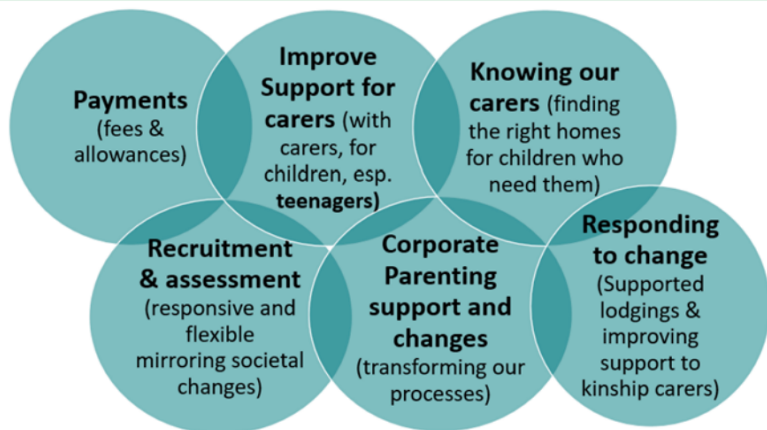 Payments
(fees &
allowances)
Improve
Support for
carers (with
carers, for
children, esp.
teenagers)
Knowing our
carers (finding
the right homes
for children who
need them)
Recruitment
& assessment
(responsive and
flexible
mirroring societal
changes)
Corporate
Parenting
support and
changes
(transforming our
processes)
Responding
to change
(Supported
lodgings &
improving
support to
kinship carers)